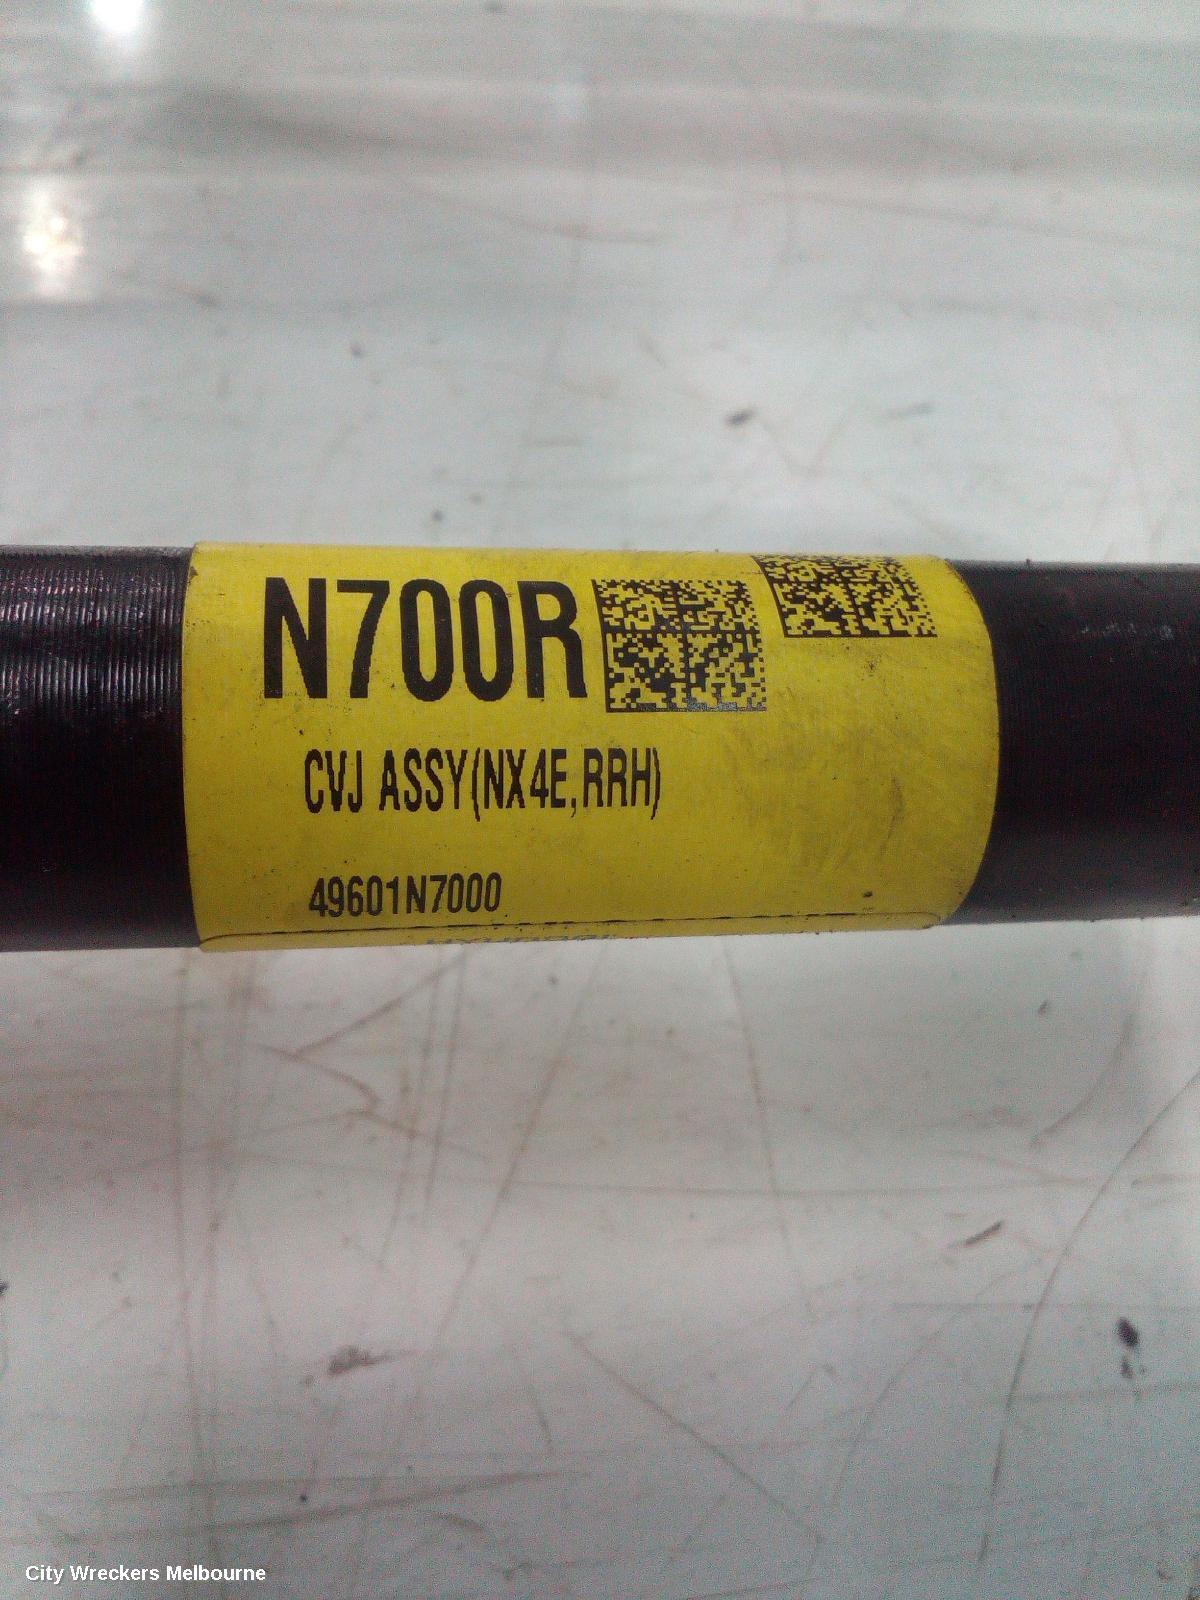 N700R
CVJ ASSY(NX4E,RRH)
49601N7000
City Wreckers Melbourne